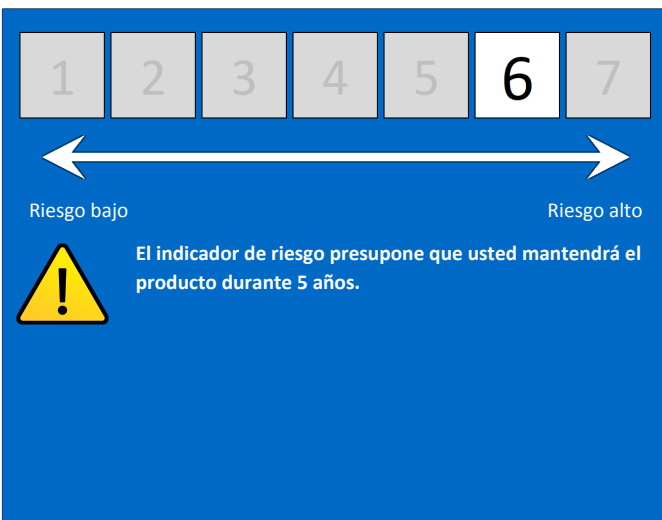 1 2 3 4 5 6 7
Riesgo bajo Riesgo alto
El indicador de riesgo presupone que usted mantendrá el
producto durante 5 años.